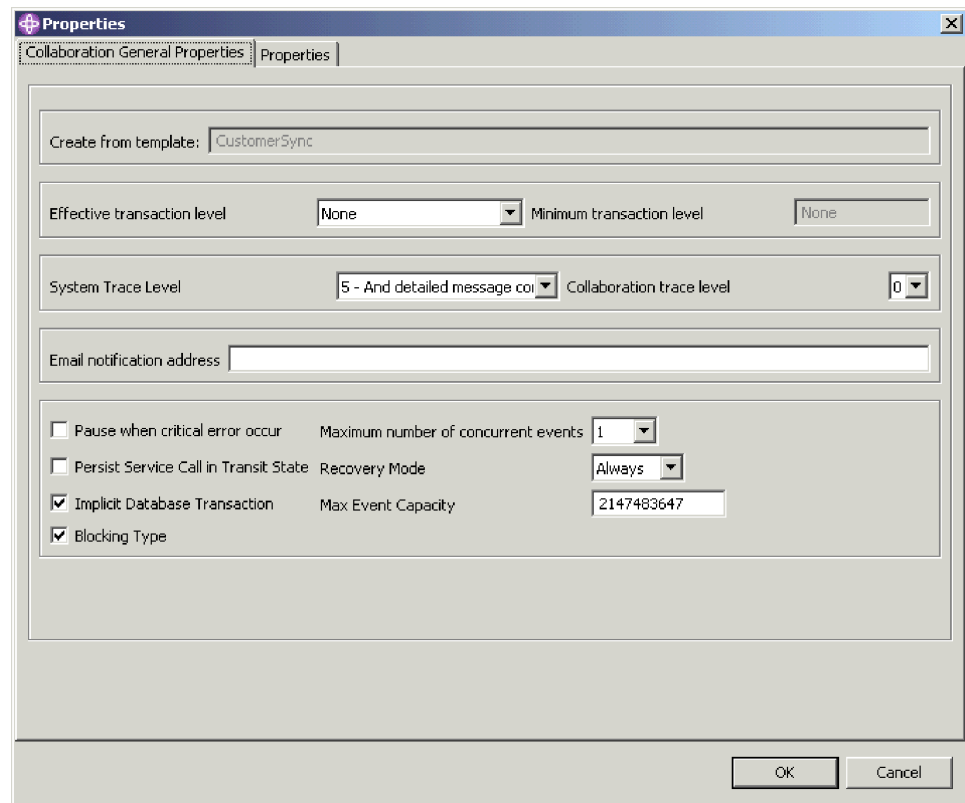 Properties
Collaboration General Properties Properties
Create from template: CustomerSync
Effective transaction level None Minimum transaction level None
System Trace Level 5 - And detailed message co Collaboration trace level 0
Email notification address
Pause when critical error occur Maximum number of concurrent events 1
Persist Service Call in Transit State Recovery Mode Always
Implicit Database Transaction Max Event Capacity 2147483647
Blocking Type
OK Cancel